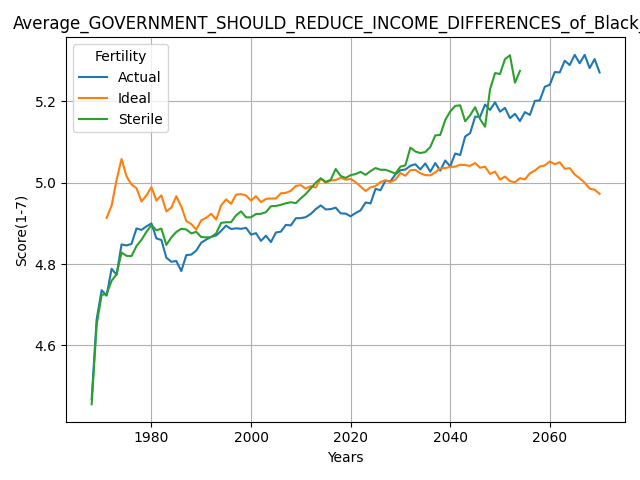 Average_GOVERNMENT_SHOULD_REDUCE_INCOME_DIFFERENCES_of_Black_
Fertility
Actual
Ideal
Sterile
5.2
5.0
4.8
4.6
Score(1-7)
1980 2000 2020 2040 2060
Years